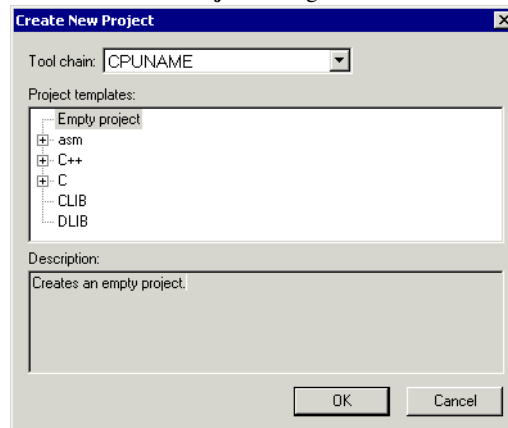 Create New Project
Tool chain: CPUNAME
Project templates:
Empty project
asm
C++
C
CLIB
DLIB
Description:
Creates an empty project.
OK Cancel